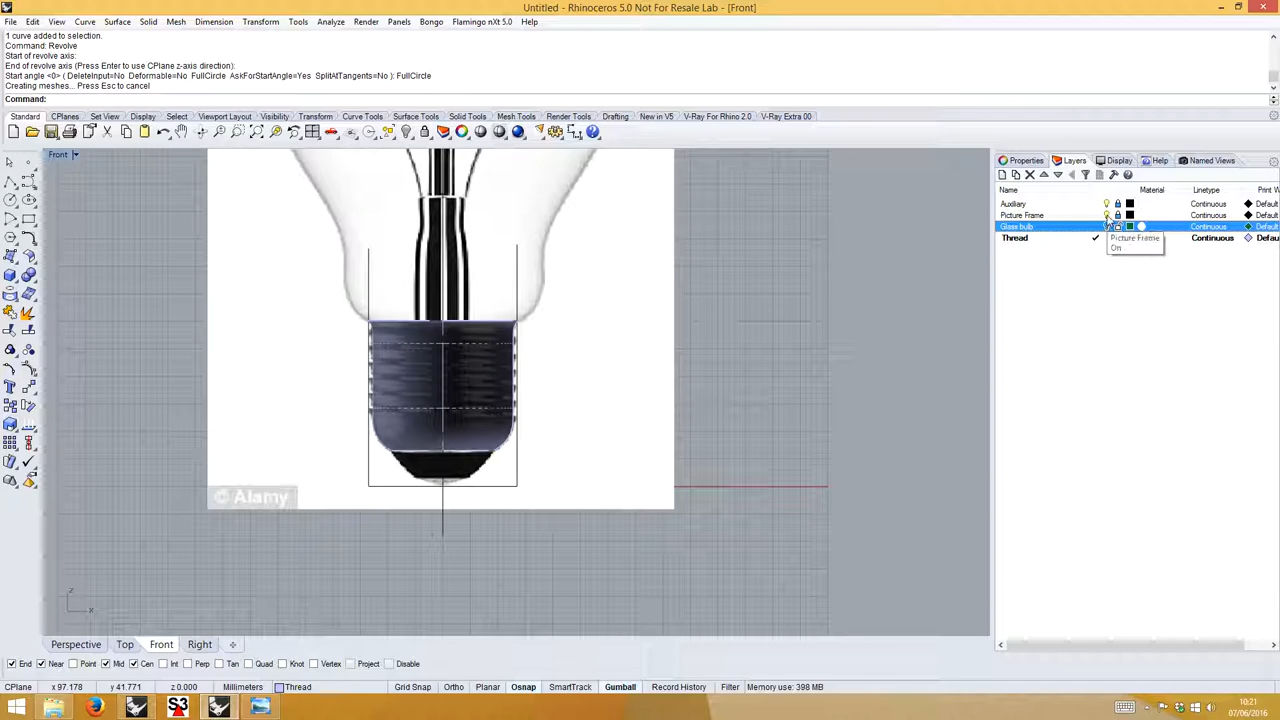 Untitled - Rhinoceros 5.0 Not For Resale Lab - [Front]
File Edit View Curve Surface Solid Mesh Dimension Transform Tools Analyze Render Panels Bongo Flamingo nXt 5.0 Help
1 curve added to selection.
Command: Revolve
Start of revolve axis:
End of revolve axis (Press Enter to use CPlane z-axis direction):
Start angle <0> ( DeleteInput=No Deformable=No FullCircle AskForStartAngle=Yes SplitAtTangents=No ): FullCircle
Creating meshes... Press Esc to cancel
Command:
Standard CPlanes Set View Display Select Viewport Layout Visibility Transform Curve Tools Surface Tools Solid Tools Mesh Tools Render Tools Drafting New in V5 V-Ray For Rhino 2.0 V-Ray Extra 00
Front
Properties Layers Display Help Named Views
Name Material Linetype Print W
Auxiliary Continuous Default
Picture Frame Continuous Default
Glass bulb Continuous Default
Thread Continuous Defau
Picture Frame
On
© Alamy
z
x
Perspective Top Front Right
End Near Point Mid Cen Int Perp Tan Quad Knot Vertex Project Disable
CPlane x 97.178 y 41.771 z 0.000 Millimeters Thread Grid Snap Ortho Planar Osnap SmartTrack Gumball Record History Filter Memory use: 398 MB
S3
10:21
07/06/2016